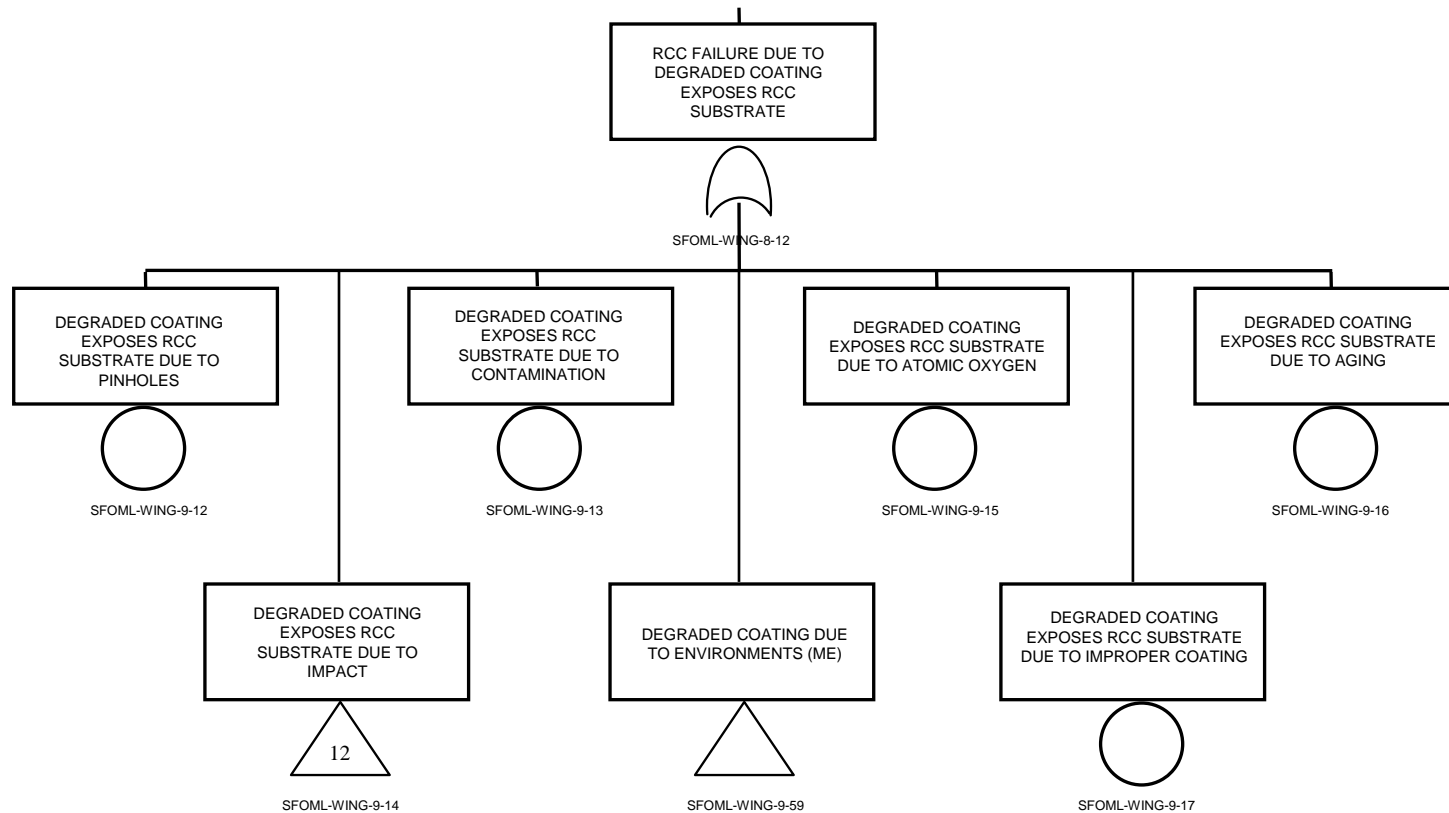 RCC FAILURE DUE TO
DEGRADED COATING
EXPOSES RCC
SUBSTRATE
SFOML-WING-8-12
DEGRADED COATING
EXPOSES RCC
SUBSTRATE DUE TO
PINHOLES
SFOML-WING-9-12
DEGRADED COATING
EXPOSES RCC
SUBSTRATE DUE TO
CONTAMINATION
SFOML-WING-9-13
DEGRADED COATING
EXPOSES RCC SUBSTRATE
DUE TO ATOMIC OXYGEN
SFOML-WING-9-15
DEGRADED COATING
EXPOSES RCC SUBSTRATE
DUE TO AGING
SFOML-WING-9-16
DEGRADED COATING
EXPOSES RCC
SUBSTRATE DUE TO
IMPACT
12
SFOML-WING-9-14
DEGRADED COATING DUE
TO ENVIRONMENTS (ME)
SFOML-WING-9-59
DEGRADED COATING
EXPOSES RCC SUBSTRATE
DUE TO IMPROPER COATING
SFOML-WING-9-17